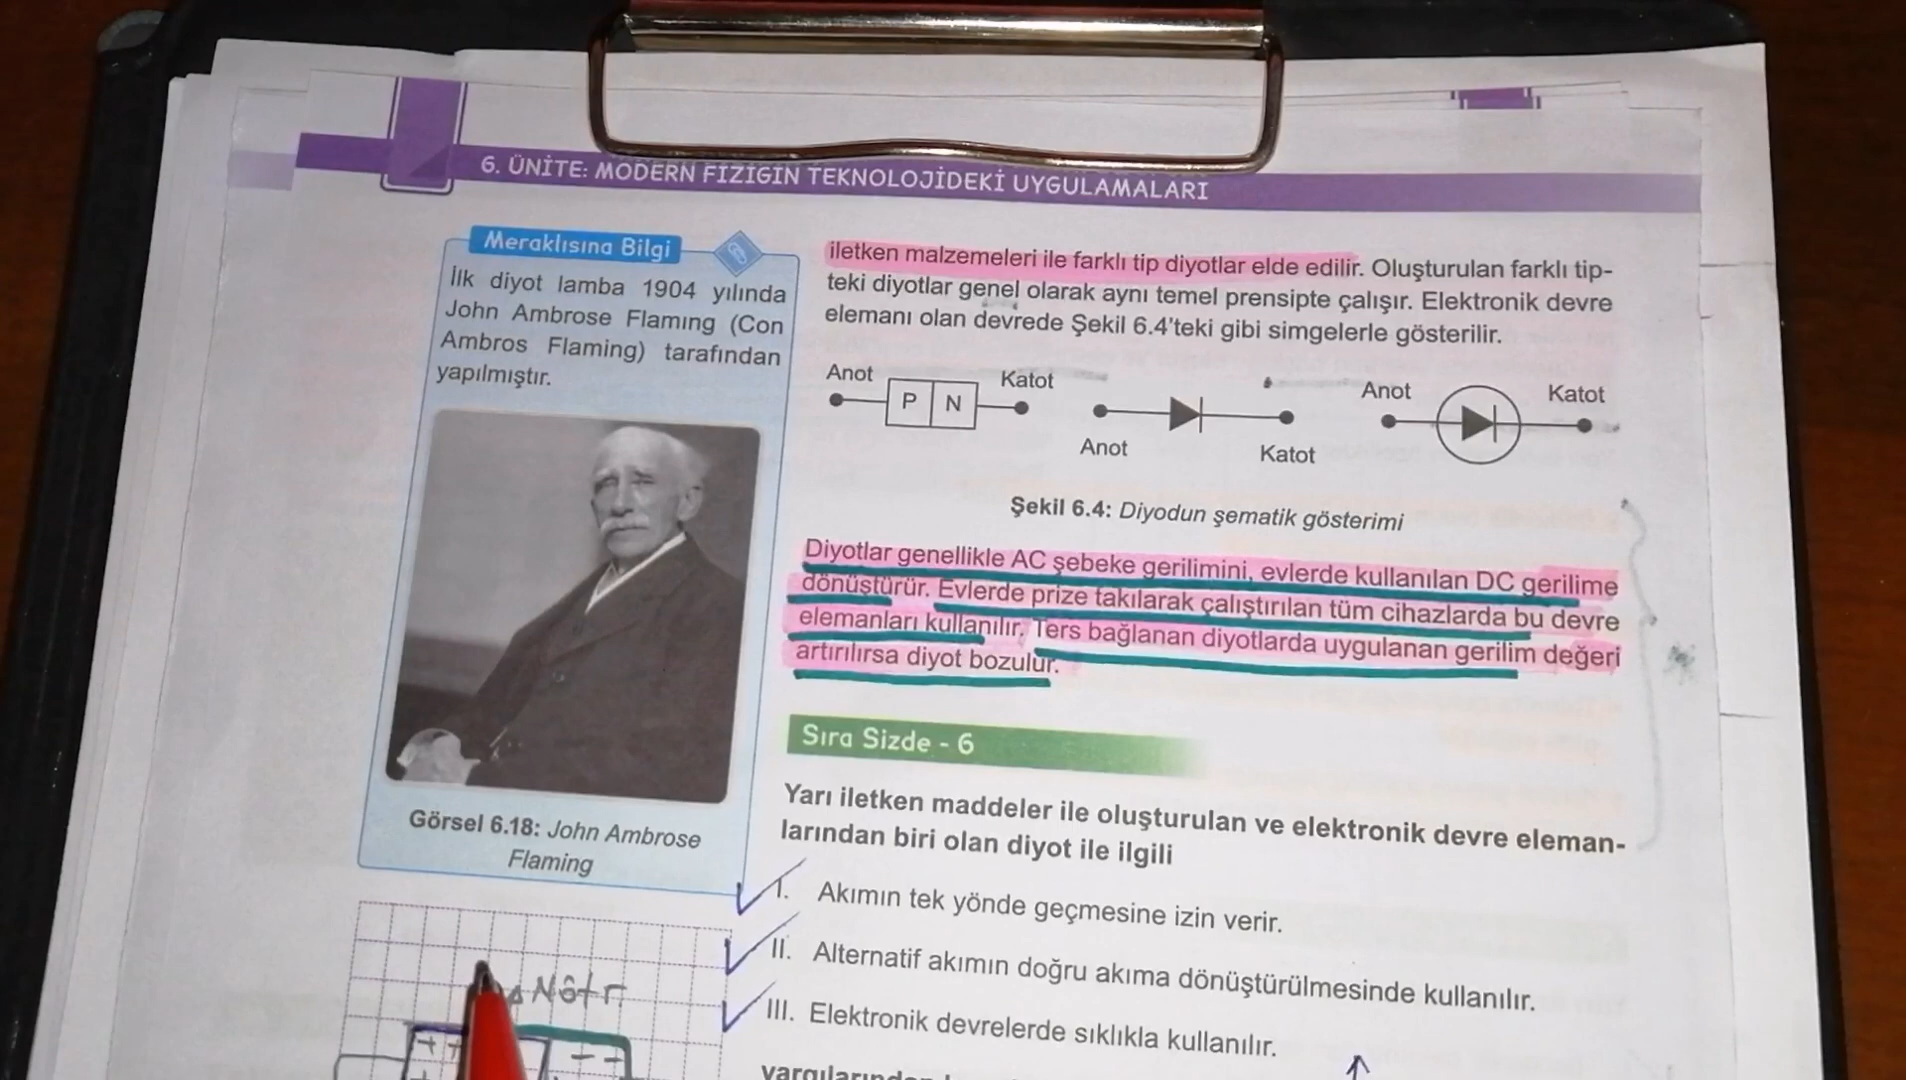 6. ÜNİTE: MODERN FİZİĞİN TEKNOLOJİDEKİ UYGULAMALARI
Meraklısına Bilgi
İlk diyot lamba 1904 yılında
John Ambrose Flamıng (Con
Ambros Flaming) tarafından
yapılmıştır.
Görsel 6.18: John Ambrose
Flaming
iletken malzemeleri ile farklı tip diyotlar elde edilir. Oluşturulan farklı tip-
teki diyotlar genel olarak aynı temel prensipte çalışır. Elektronik devre
elemanı olan devrede Şekil 6.4'teki gibi simgelerle gösterilir.
Anot P N Katot
Anot Katot
Anot Katot
Şekil 6.4: Diyodun şematik gösterimi
Diyotlar genellikle AC şebeke gerilimini, evlerde kullanılan DC gerilime
dönüştürür. Evlerde prize takılarak çalıştırılan tüm cihazlarda bu devre
elemanları kullanılır. Ters bağlanan diyotlarda uygulanan gerilim değeri
artırılırsa diyot bozulur.
Sıra Sizde - 6
Yarı iletken maddeler ile oluşturulan ve elektronik devre eleman-
larından biri olan diyot ile ilgili
I. Akımın tek yönde geçmesine izin verir.
II. Alternatif akımın doğru akıma dönüştürülmesinde kullanılır.
III. Elektronik devrelerde sıklıkla kullanılır.
Nötr